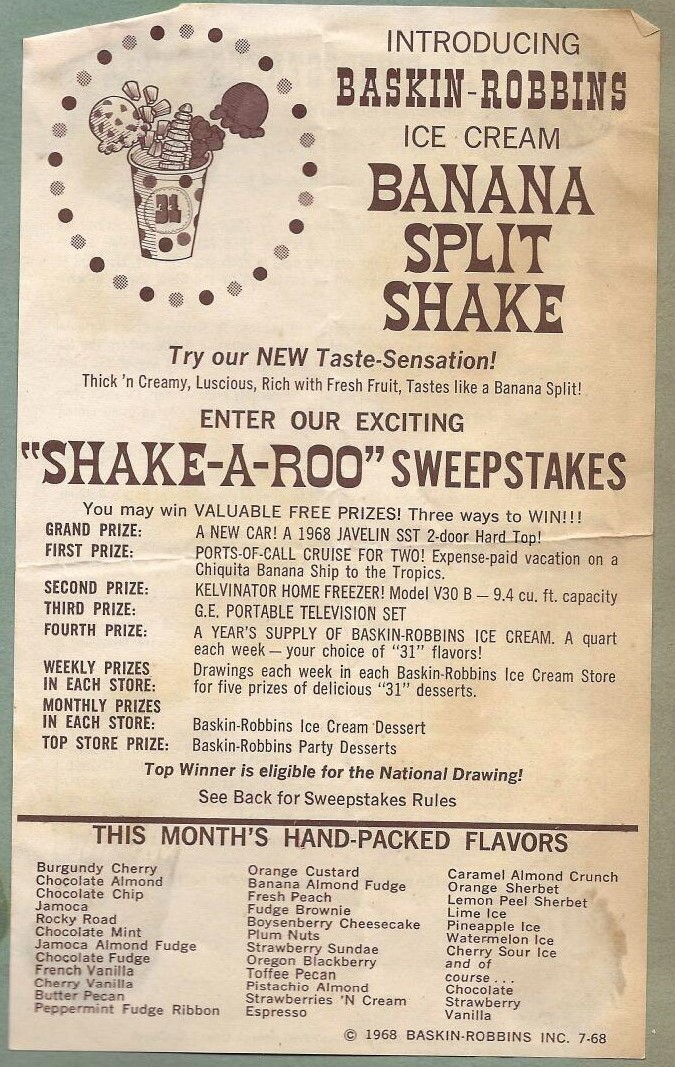 INTRODUCING
BASKIN-ROBBINS
ICE CREAM
BANANA
SPLIT
SHAKE
31
Try our NEW Taste-Sensation!
Thick 'n Creamy, Luscious, Rich with Fresh Fruit, Tastes like a Banana Split!
ENTER OUR EXCITING
"SHAKE-A-ROO" SWEEPSTAKES
You may win VALUABLE FREE PRIZES! Three ways to WIN!!!
GRAND PRIZE: A NEW CAR! A 1968 JAVELIN SST 2-door Hard Top!
FIRST PRIZE: PORTS-OF-CALL CRUISE FOR TWO! Expense-paid vacation on a
Chiquita Banana Ship to the Tropics.
SECOND PRIZE: KELVINATOR HOME FREEZER! Model V30 B — 9.4 cu. ft. capacity
THIRD PRIZE: G.E. PORTABLE TELEVISION SET
FOURTH PRIZE: A YEAR'S SUPPLY OF BASKIN-ROBBINS ICE CREAM. A quart
each week — your choice of "31" flavors!
WEEKLY PRIZES Drawings each week in each Baskin-Robbins Ice Cream Store
IN EACH STORE: for five prizes of delicious "31" desserts.
MONTHLY PRIZES
IN EACH STORE: Baskin-Robbins Ice Cream Dessert
TOP STORE PRIZE: Baskin-Robbins Party Desserts
Top Winner is eligible for the National Drawing!
See Back for Sweepstakes Rules
THIS MONTH'S HAND-PACKED FLAVORS
Burgundy Cherry
Chocolate Almond
Chocolate Chip
Jamoca
Rocky Road
Chocolate Mint
Jamoca Almond Fudge
Chocolate Fudge
French Vanilla
Cherry Vanilla
Butter Pecan
Peppermint Fudge Ribbon
Orange Custard
Banana Almond Fudge
Fresh Peach
Fudge Brownie
Boysenberry Cheesecake
Plum Nuts
Strawberry Sundae
Oregon Blackberry
Toffee Pecan
Pistachio Almond
Strawberries 'N Cream
Espresso
Caramel Almond Crunch
Orange Sherbet
Lemon Peel Sherbet
Lime Ice
Pineapple Ice
Watermelon Ice
Cherry Sour Ice
and of
course...
Chocolate
Strawberry
Vanilla
© 1968 BASKIN-ROBBINS INC. 7-68